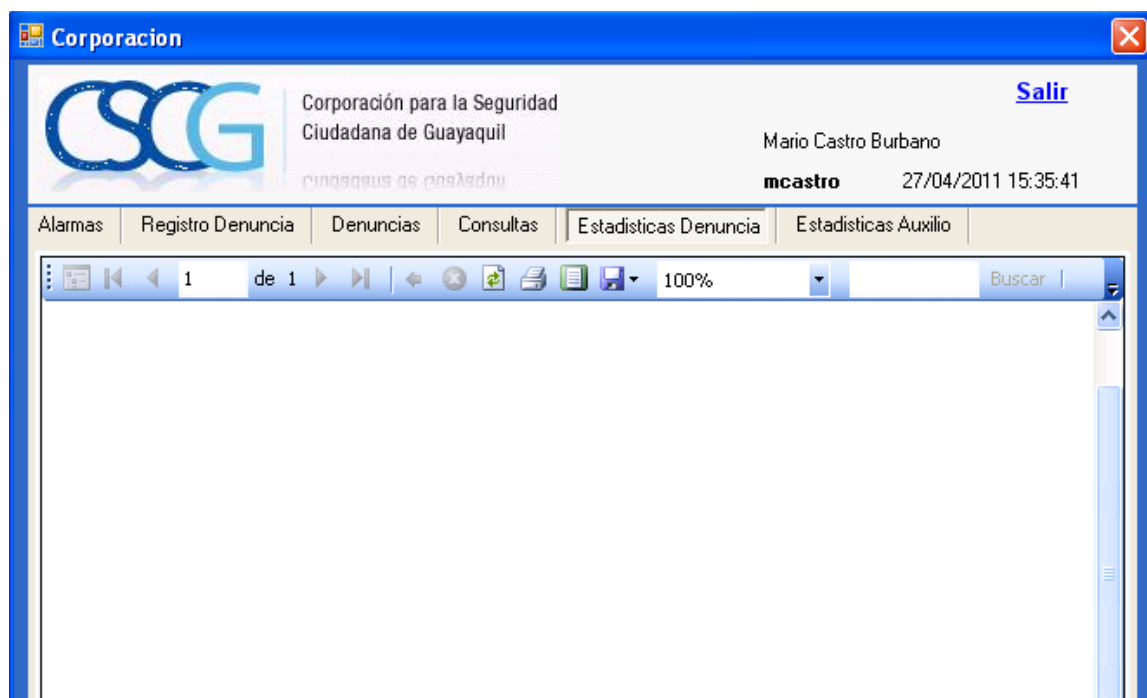 Corporacion
CSCG
Corporación para la Seguridad
Ciudadana de Guayaquil
Salir
Mario Castro Burbano
mcastro 27/04/2011 15:35:41
Alarmas Registro Denuncia Denuncias Consultas Estadisticas Denuncia Estadisticas Auxilio
1 de 1 100% Buscar